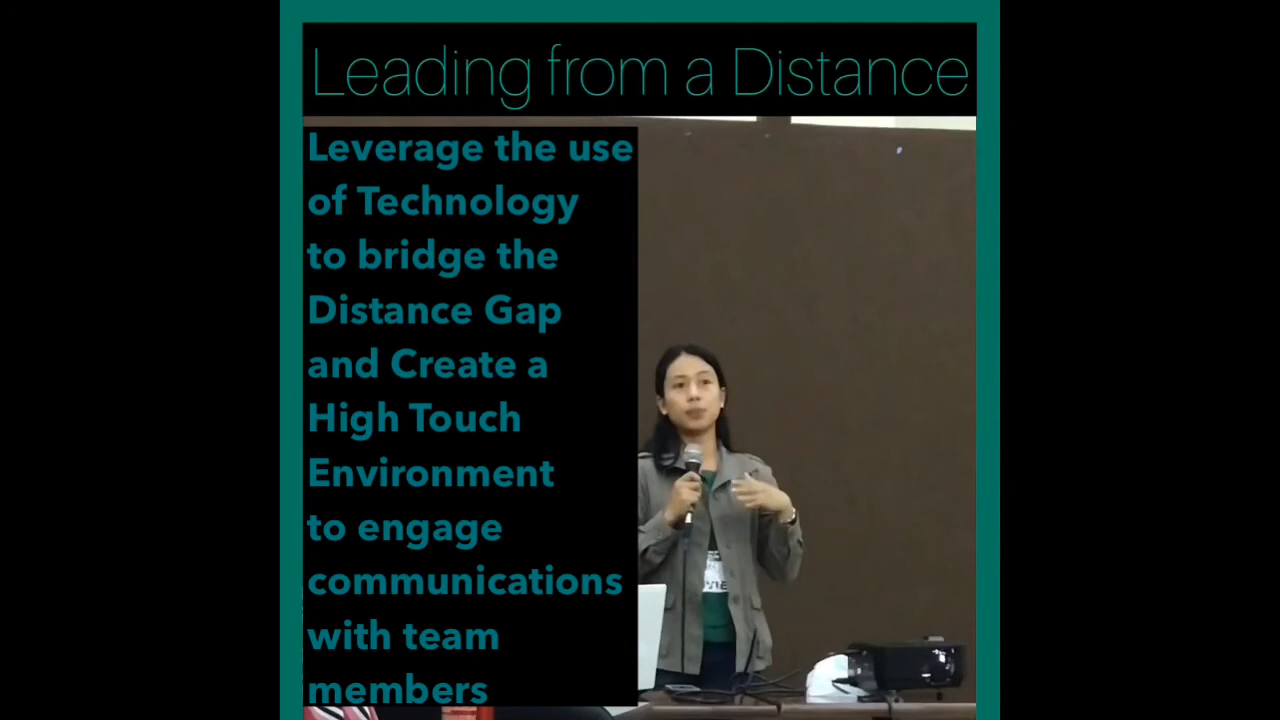 Leading from a Distance
Leverage the use
of Technology
to bridge the
Distance Gap
and Create a
High Touch
Environment
to engage
communications
with team
members